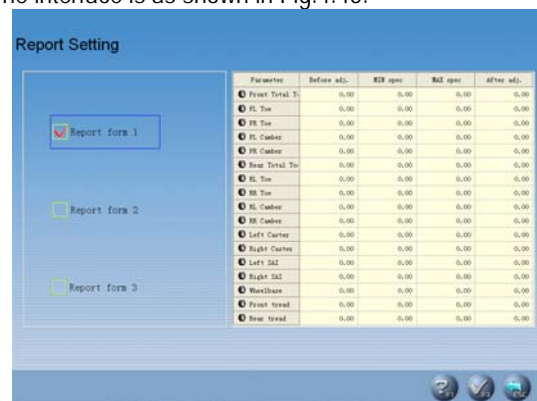 Report Setting
Parameter Before adj. MIN spec MAX spec After adj.
Front Total T 0.00 0.00 0.00 0.00
FL Toe 0.00 0.00 0.00 0.00
FR Toe 0.00 0.00 0.00 0.00
FL Camber 0.00 0.00 0.00 0.00
FR Camber 0.00 0.00 0.00 0.00
Rear Total To 0.00 0.00 0.00 0.00
RL Toe 0.00 0.00 0.00 0.00
RR Toe 0.00 0.00 0.00 0.00
RL Camber 0.00 0.00 0.00 0.00
RR Camber 0.00 0.00 0.00 0.00
Left Caster 0.00 0.00 0.00 0.00
Right Caster 0.00 0.00 0.00 0.00
Left SAI 0.00 0.00 0.00 0.00
Right SAI 0.00 0.00 0.00 0.00
Wheelbase 0.00 0.00 0.00 0.00
Front tread 0.00 0.00 0.00 0.00
Rear tread 0.00 0.00 0.00 0.00
Report form 1
Report form 2
Report form 3
F1
ESC